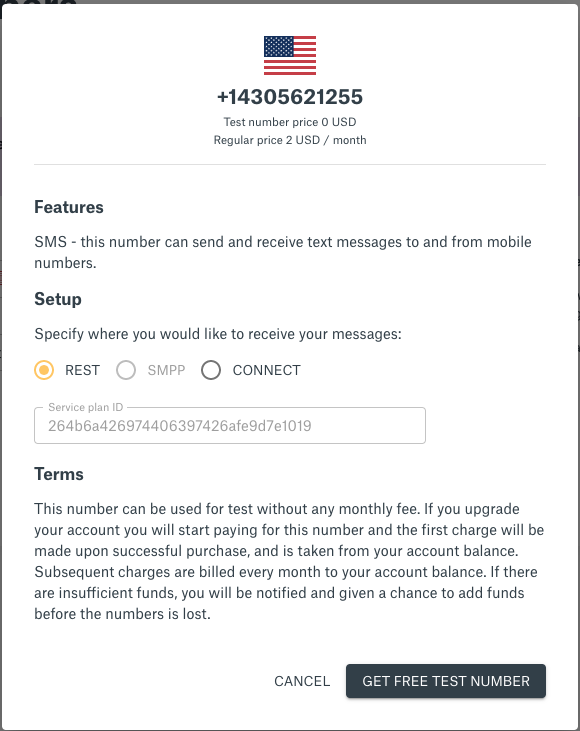 +14305621255
Test number price 0 USD
Regular price 2 USD / month
Features
SMS - this number can send and receive text messages to and from mobile
numbers.
Setup
Specify where you would like to receive your messages:
REST SMPP CONNECT
Service plan ID
264b6a426974406397426afe9d7e1019
Terms
This number can be used for test without any monthly fee. If you upgrade
your account you will start paying for this number and the first charge will be
made upon successful purchase, and is taken from your account balance.
Subsequent charges are billed every month to your account balance. If there
are insufficient funds, you will be notified and given a chance to add funds
before the numbers is lost.
CANCEL GET FREE TEST NUMBER